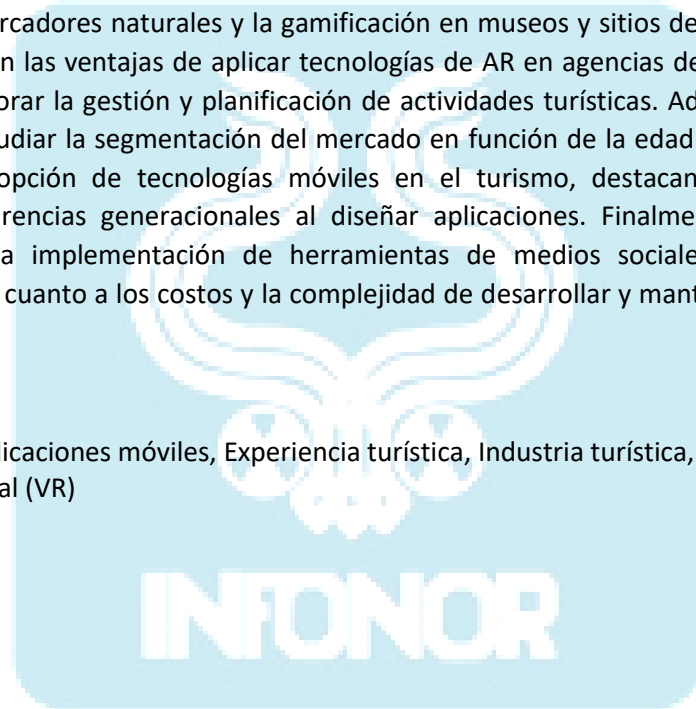 rcadores naturales y la gamificación en museos y sitios de
n las ventajas de aplicar tecnologías de AR en agencias de
orar la gestión y planificación de actividades turísticas. Ad
udiar la segmentación del mercado en función de la edad
opción de tecnologías móviles en el turismo, destacan
rencias generacionales al diseñar aplicaciones. Finalme
a implementación de herramientas de medios sociale
cuanto a los costos y la complejidad de desarrollar y mant
licaciones móviles, Experiencia turística, Industria turística,
al (VR)
INFONOR